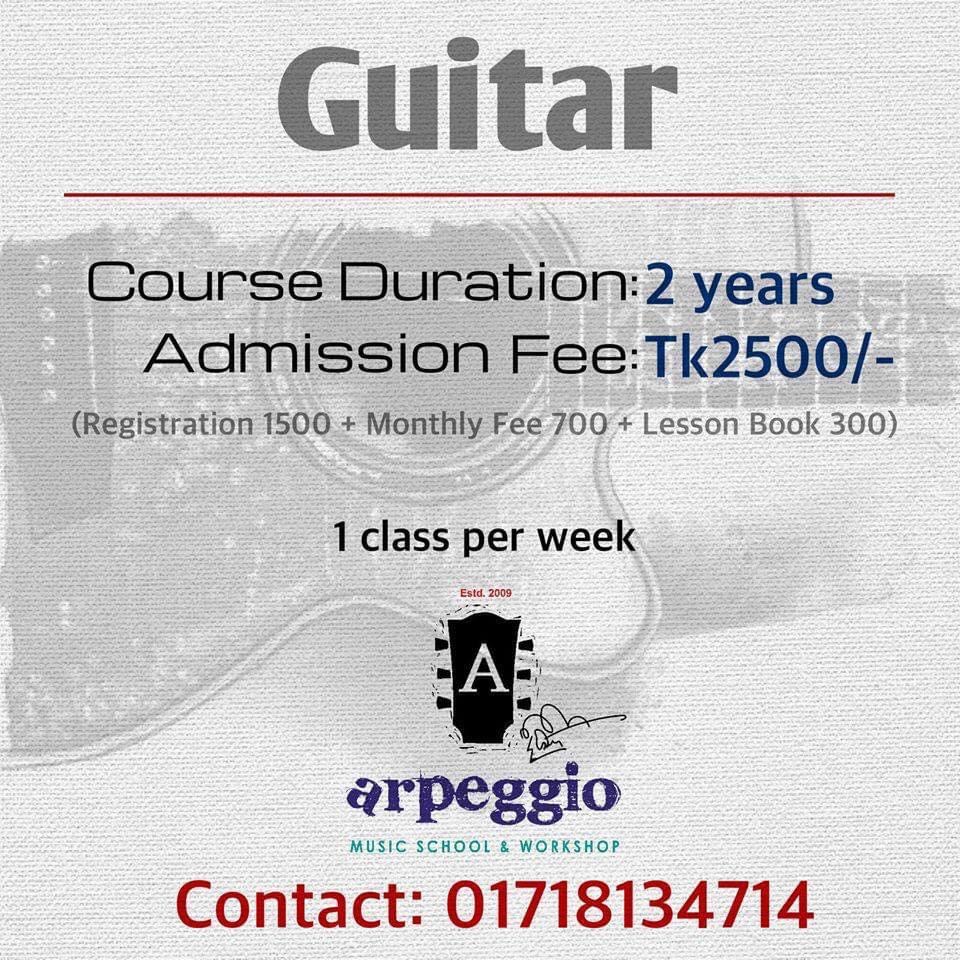 Guitar
Course Duration: 2 years
Admission Fee: Tk2500/-
(Registration 1500 + Monthly Fee 700 + Lesson Book 300)
1 class per week
Estd. 2009
A
arpeggio
MUSIC SCHOOL & WORKSHOP
Contact: 01718134714